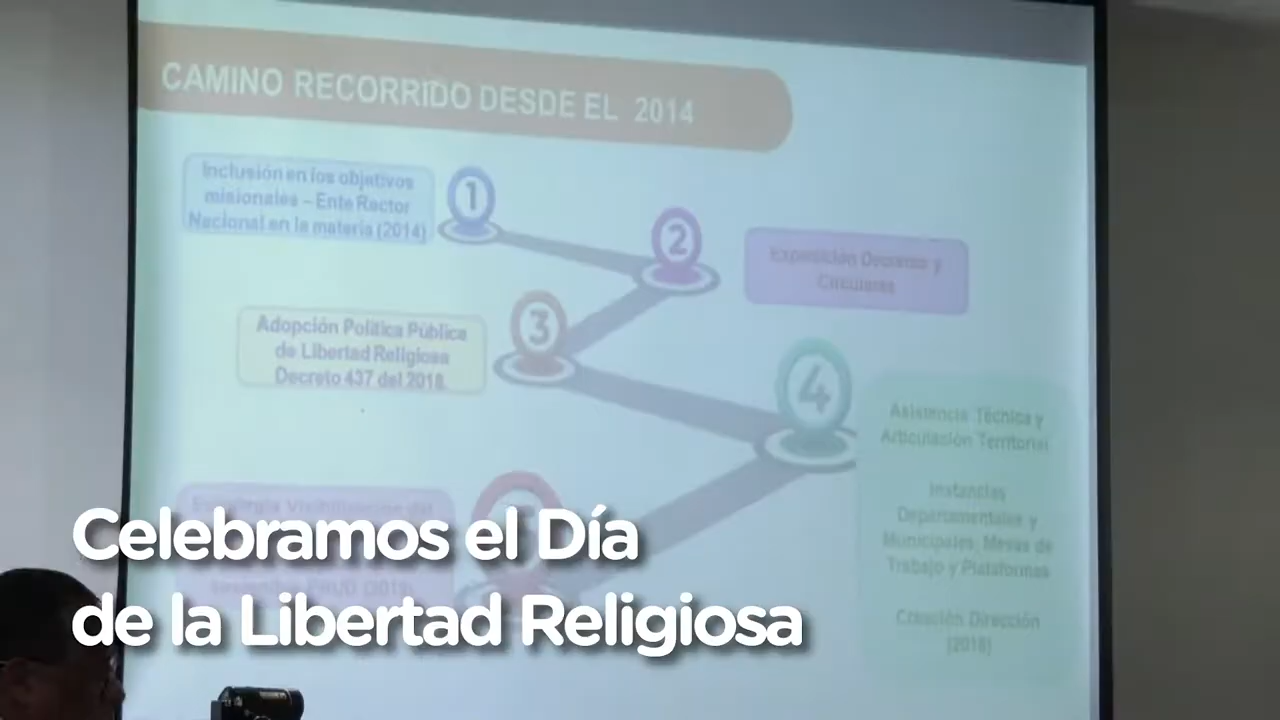 CAMINO RECORRIDO DESDE EL 2014
Inclusión en los objetivos
misionales – Ente Rector
Nacional en la materia (2014)
1
2
Exposición Decretos y
Circulares
3
Adopción Política Pública
de Libertad Religiosa
Decreto 437 del 2018
4
Asistencia Técnica y
Articulación Territorial
Instancias
Departamentales y
Municipales, Mesas de
Trabajo y Plataformas
Creación Dirección
(2018)
Celebramos el Día
de la Libertad Religiosa